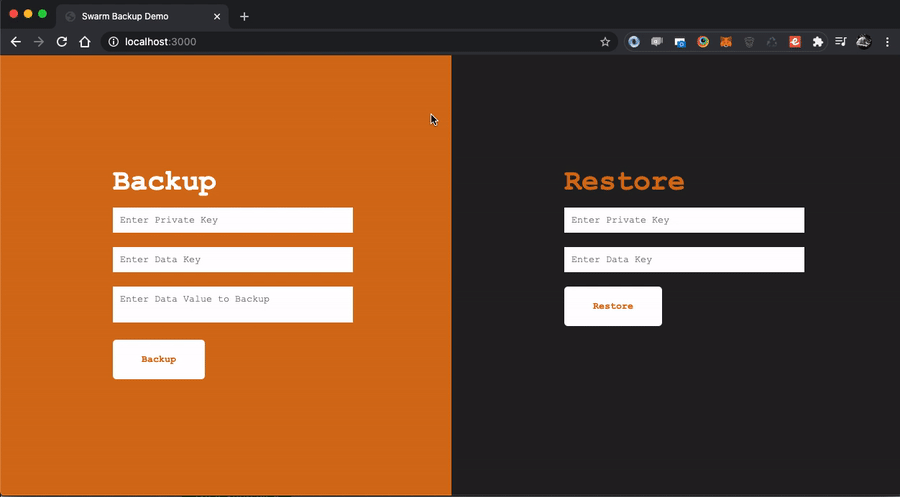 Swarm Backup Demo
localhost:3000
Backup
Enter Private Key
Enter Data Key
Enter Data Value to Backup
Backup
Restore
Enter Private Key
Enter Data Key
Restore